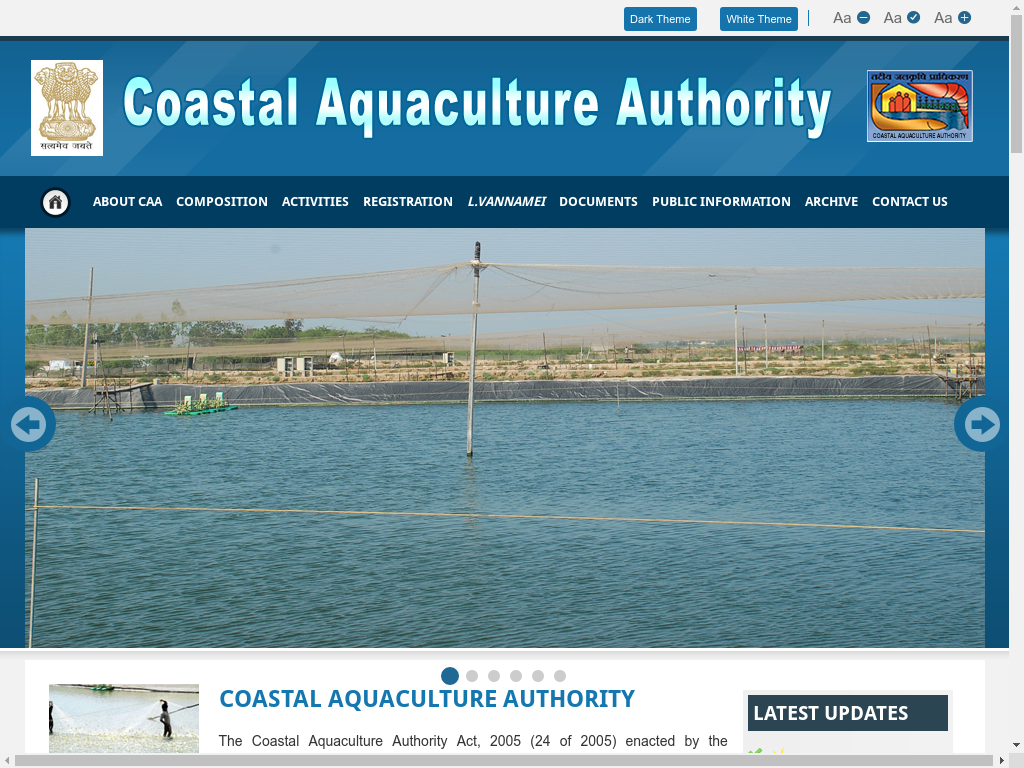 Dark Theme White Theme Aa Aa Aa
सत्यमेव जयते
Coastal Aquaculture Authority
तटीय जलकृषि प्राधिकरण
COASTAL AQUACULTURE AUTHORITY
ABOUT CAA COMPOSITION ACTIVITIES REGISTRATION L.VANNAMEI DOCUMENTS PUBLIC INFORMATION ARCHIVE CONTACT US
COASTAL AQUACULTURE AUTHORITY
The Coastal Aquaculture Authority Act, 2005 (24 of 2005) enacted by the
LATEST UPDATES